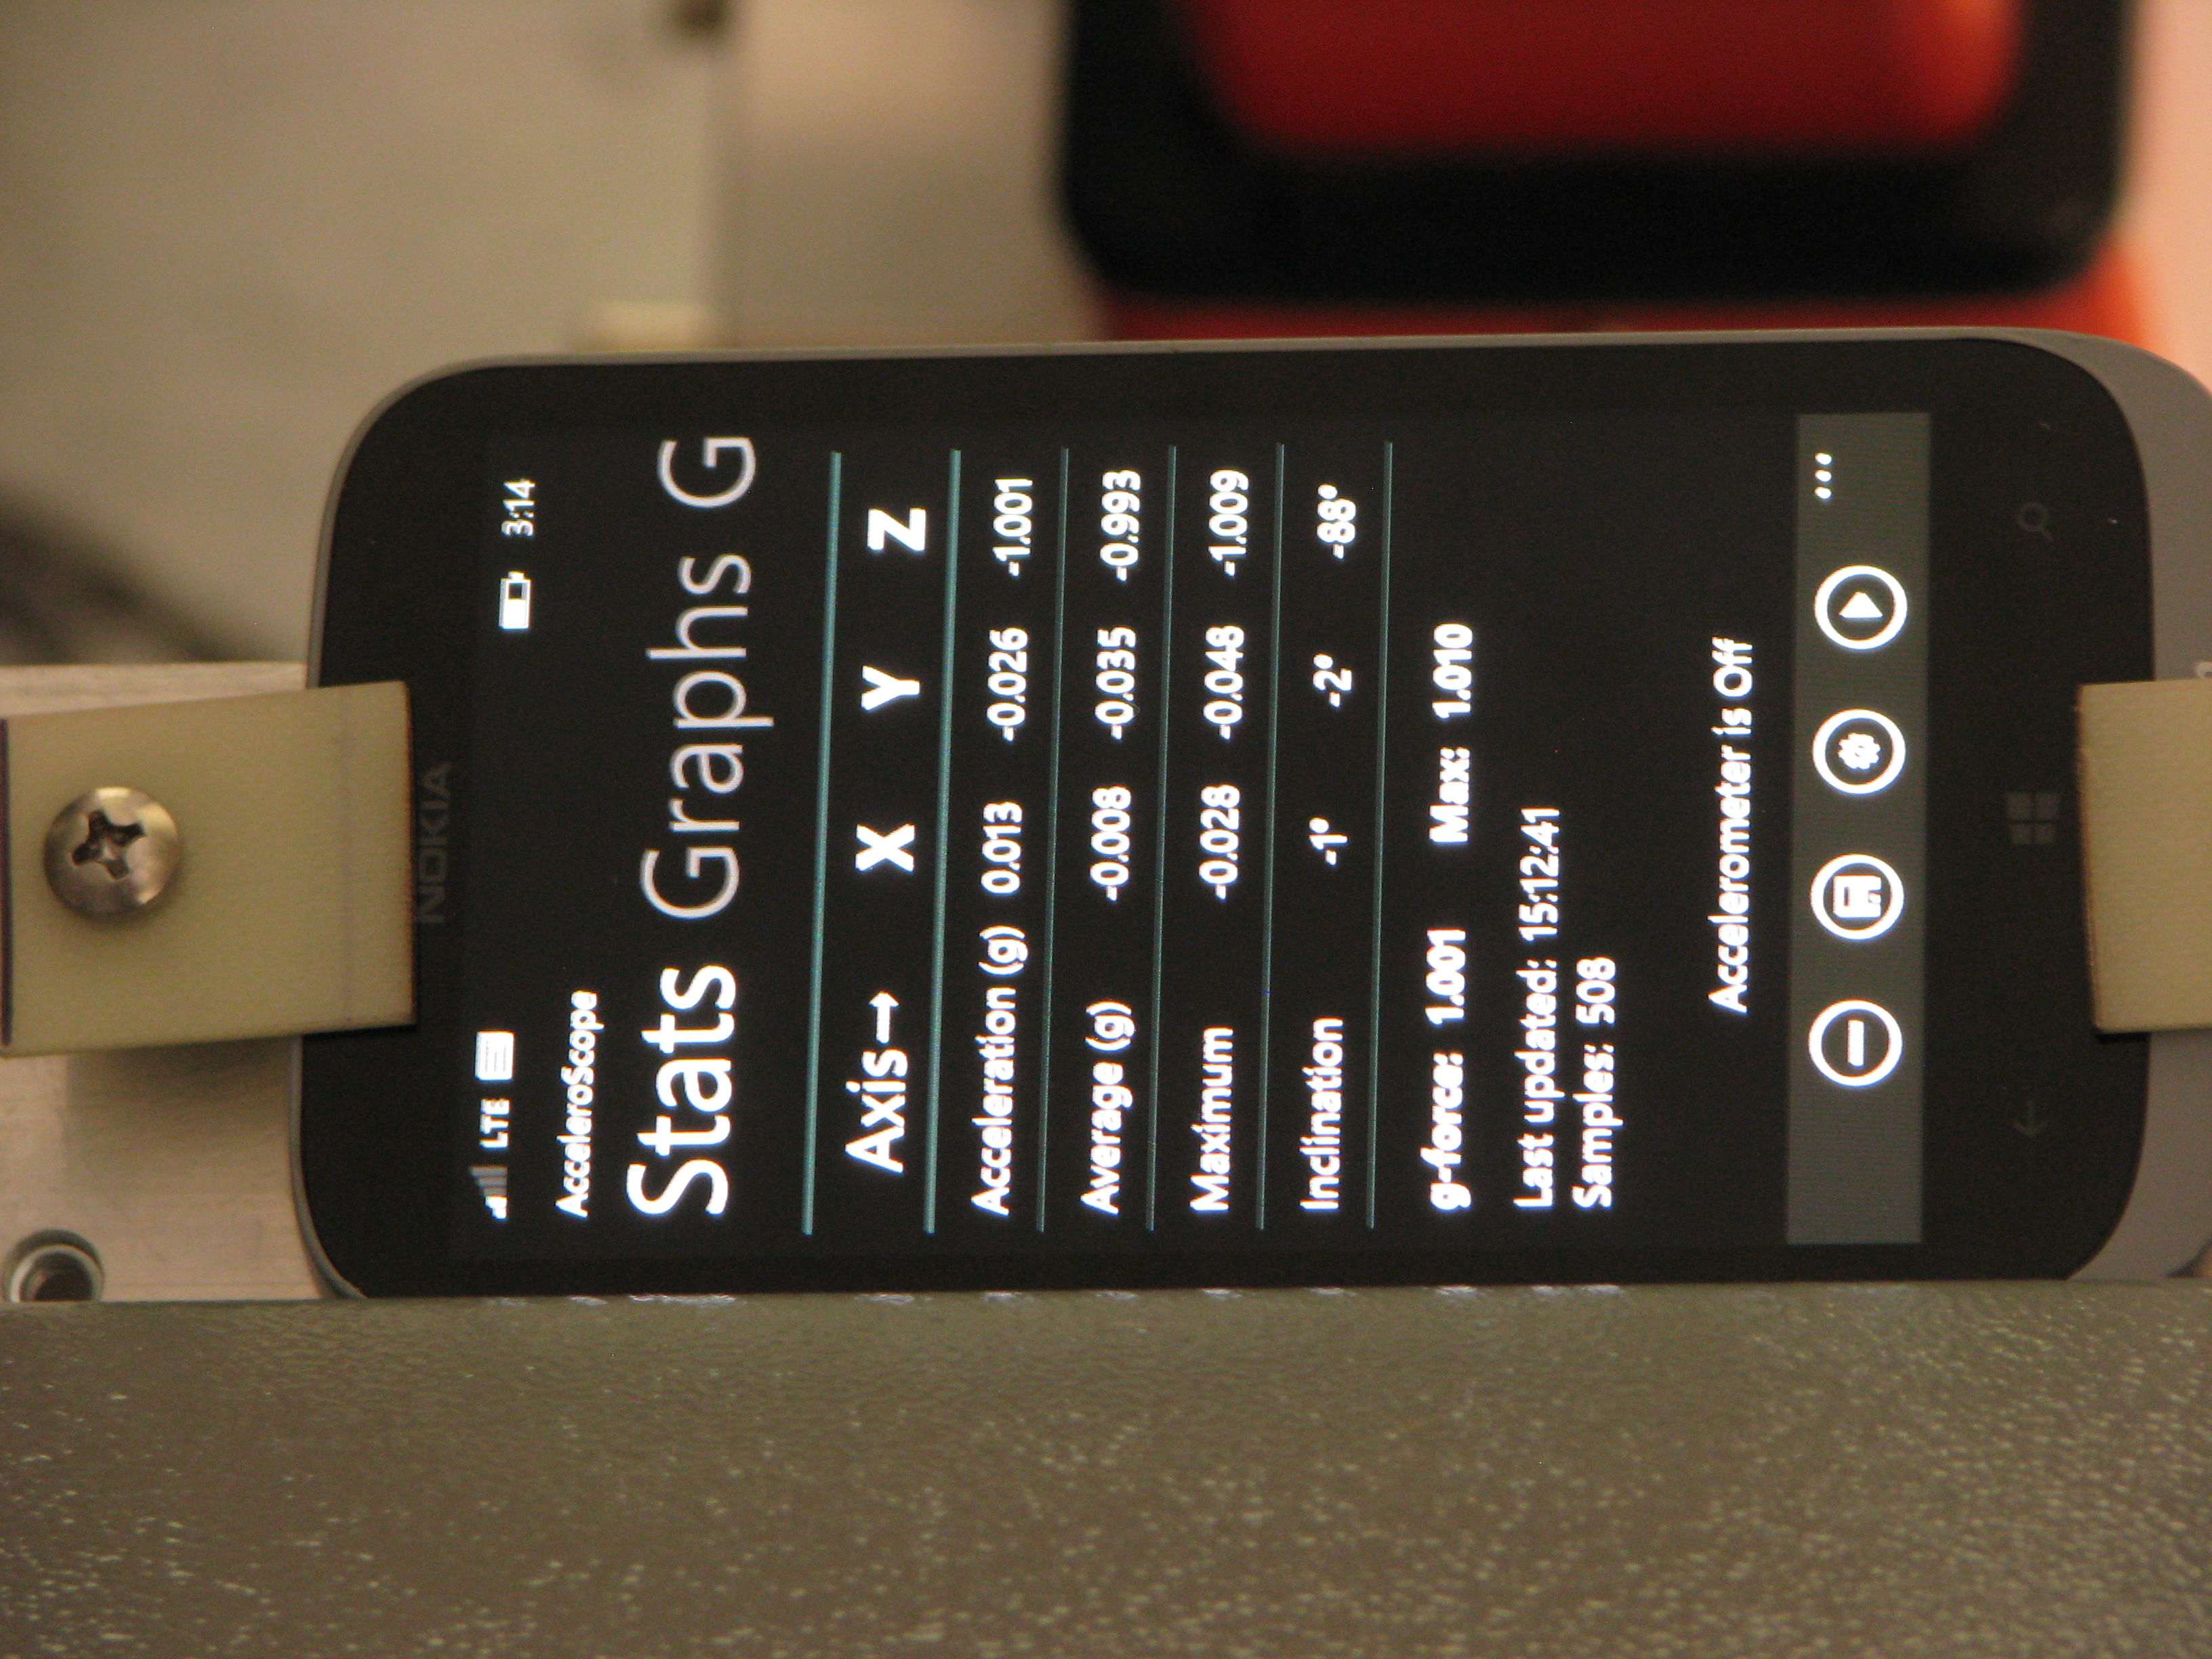 NOKIA
LTE 3:14
AcceleroScope
Stats Graphs G
Axis→ X Y Z
Acceleration (g) 0.013 -0.026 -1.001
Average (g) -0.008 -0.035 -0.993
Maximum -0.028 -0.048 -1.009
Inclination -1° -2° -88°
g-force: 1.001 Max: 1.010
Last updated: 15:12:41
Samples: 508
Accelerometer is Off